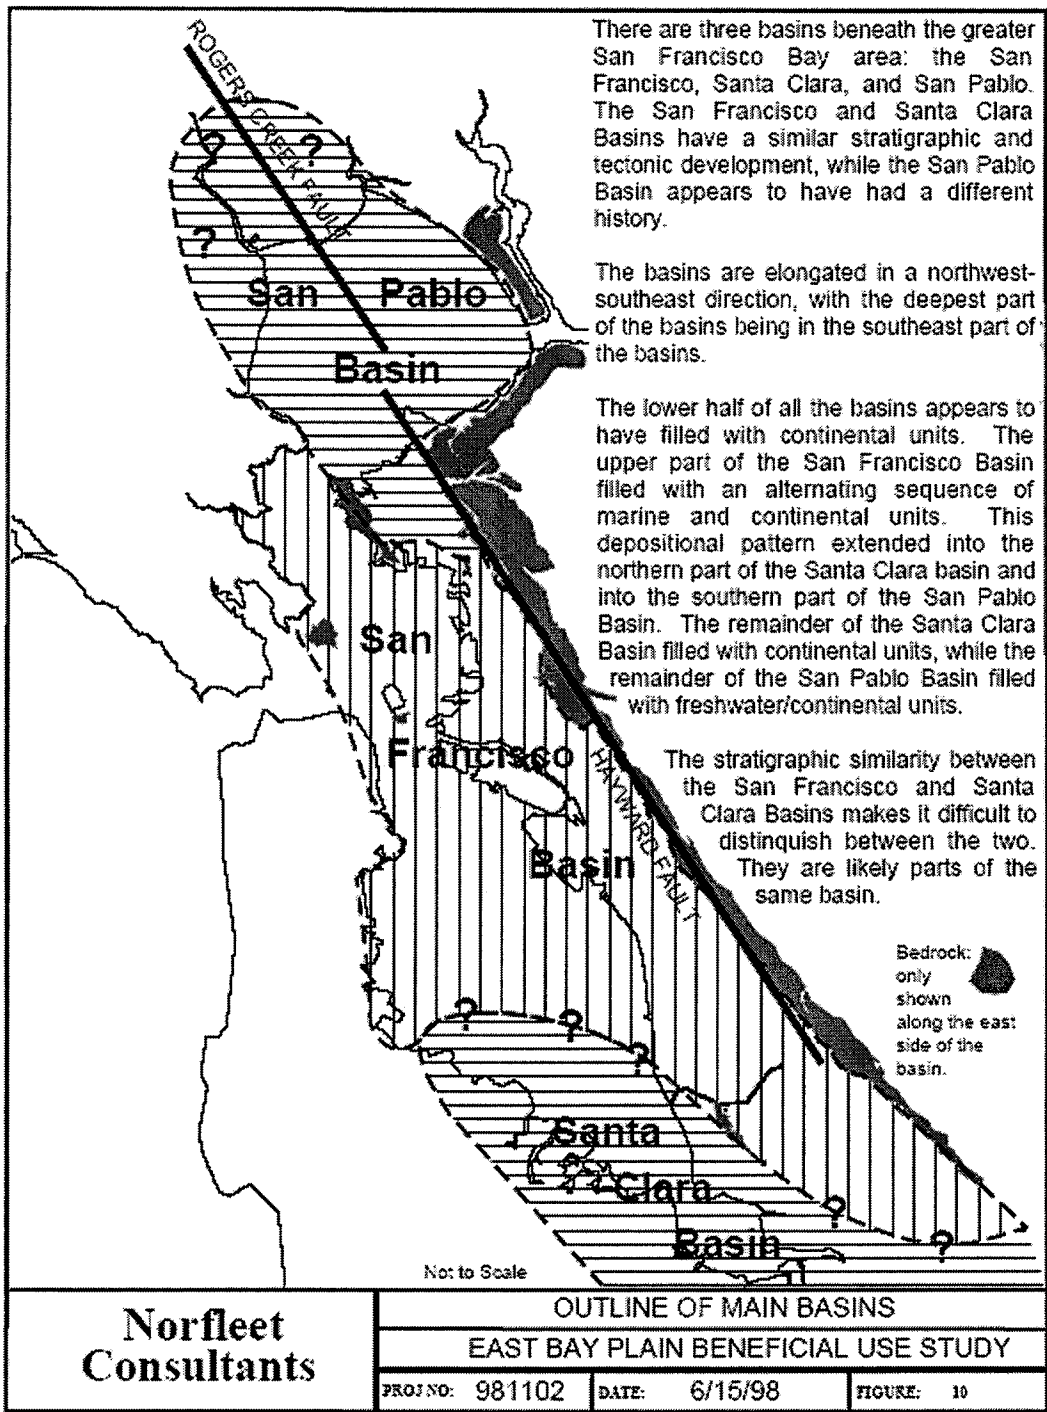 There are three basins beneath the greater
San Francisco Bay area: the San
Francisco, Santa Clara, and San Pablo.
The San Francisco and Santa Clara
Basins have a similar stratigraphic and
tectonic development, while the San Pablo
Basin appears to have had a different
history.
The basins are elongated in a northwest-
southeast direction, with the deepest part
of the basins being in the southeast part of
the basins.
The lower half of all the basins appears to
have filled with continental units. The
upper part of the San Francisco Basin
filled with an alternating sequence of
marine and continental units. This
depositional pattern extended into the
northern part of the Santa Clara basin and
into the southern part of the San Pablo
Basin. The remainder of the Santa Clara
Basin filled with continental units, while the
remainder of the San Pablo Basin filled
with freshwater/continental units.
The stratigraphic similarity between
the San Francisco and Santa
Clara Basins makes it difficult to
distinquish between the two.
They are likely parts of the
same basin.
ROGERS CREEK FAULT
? ?
?
San Pablo
Basin
San
Francisco
Basin
HAYWARD FAULT
Bedrock:
only
shown
along the east
side of the
basin.
? ? ?
Santa
Clara
Basin
? ?
Not to Scale
Norfleet
Consultants
OUTLINE OF MAIN BASINS
EAST BAY PLAIN BENEFICIAL USE STUDY
PROJ NO: 981102 DATE: 6/15/98 FIGURE: 10